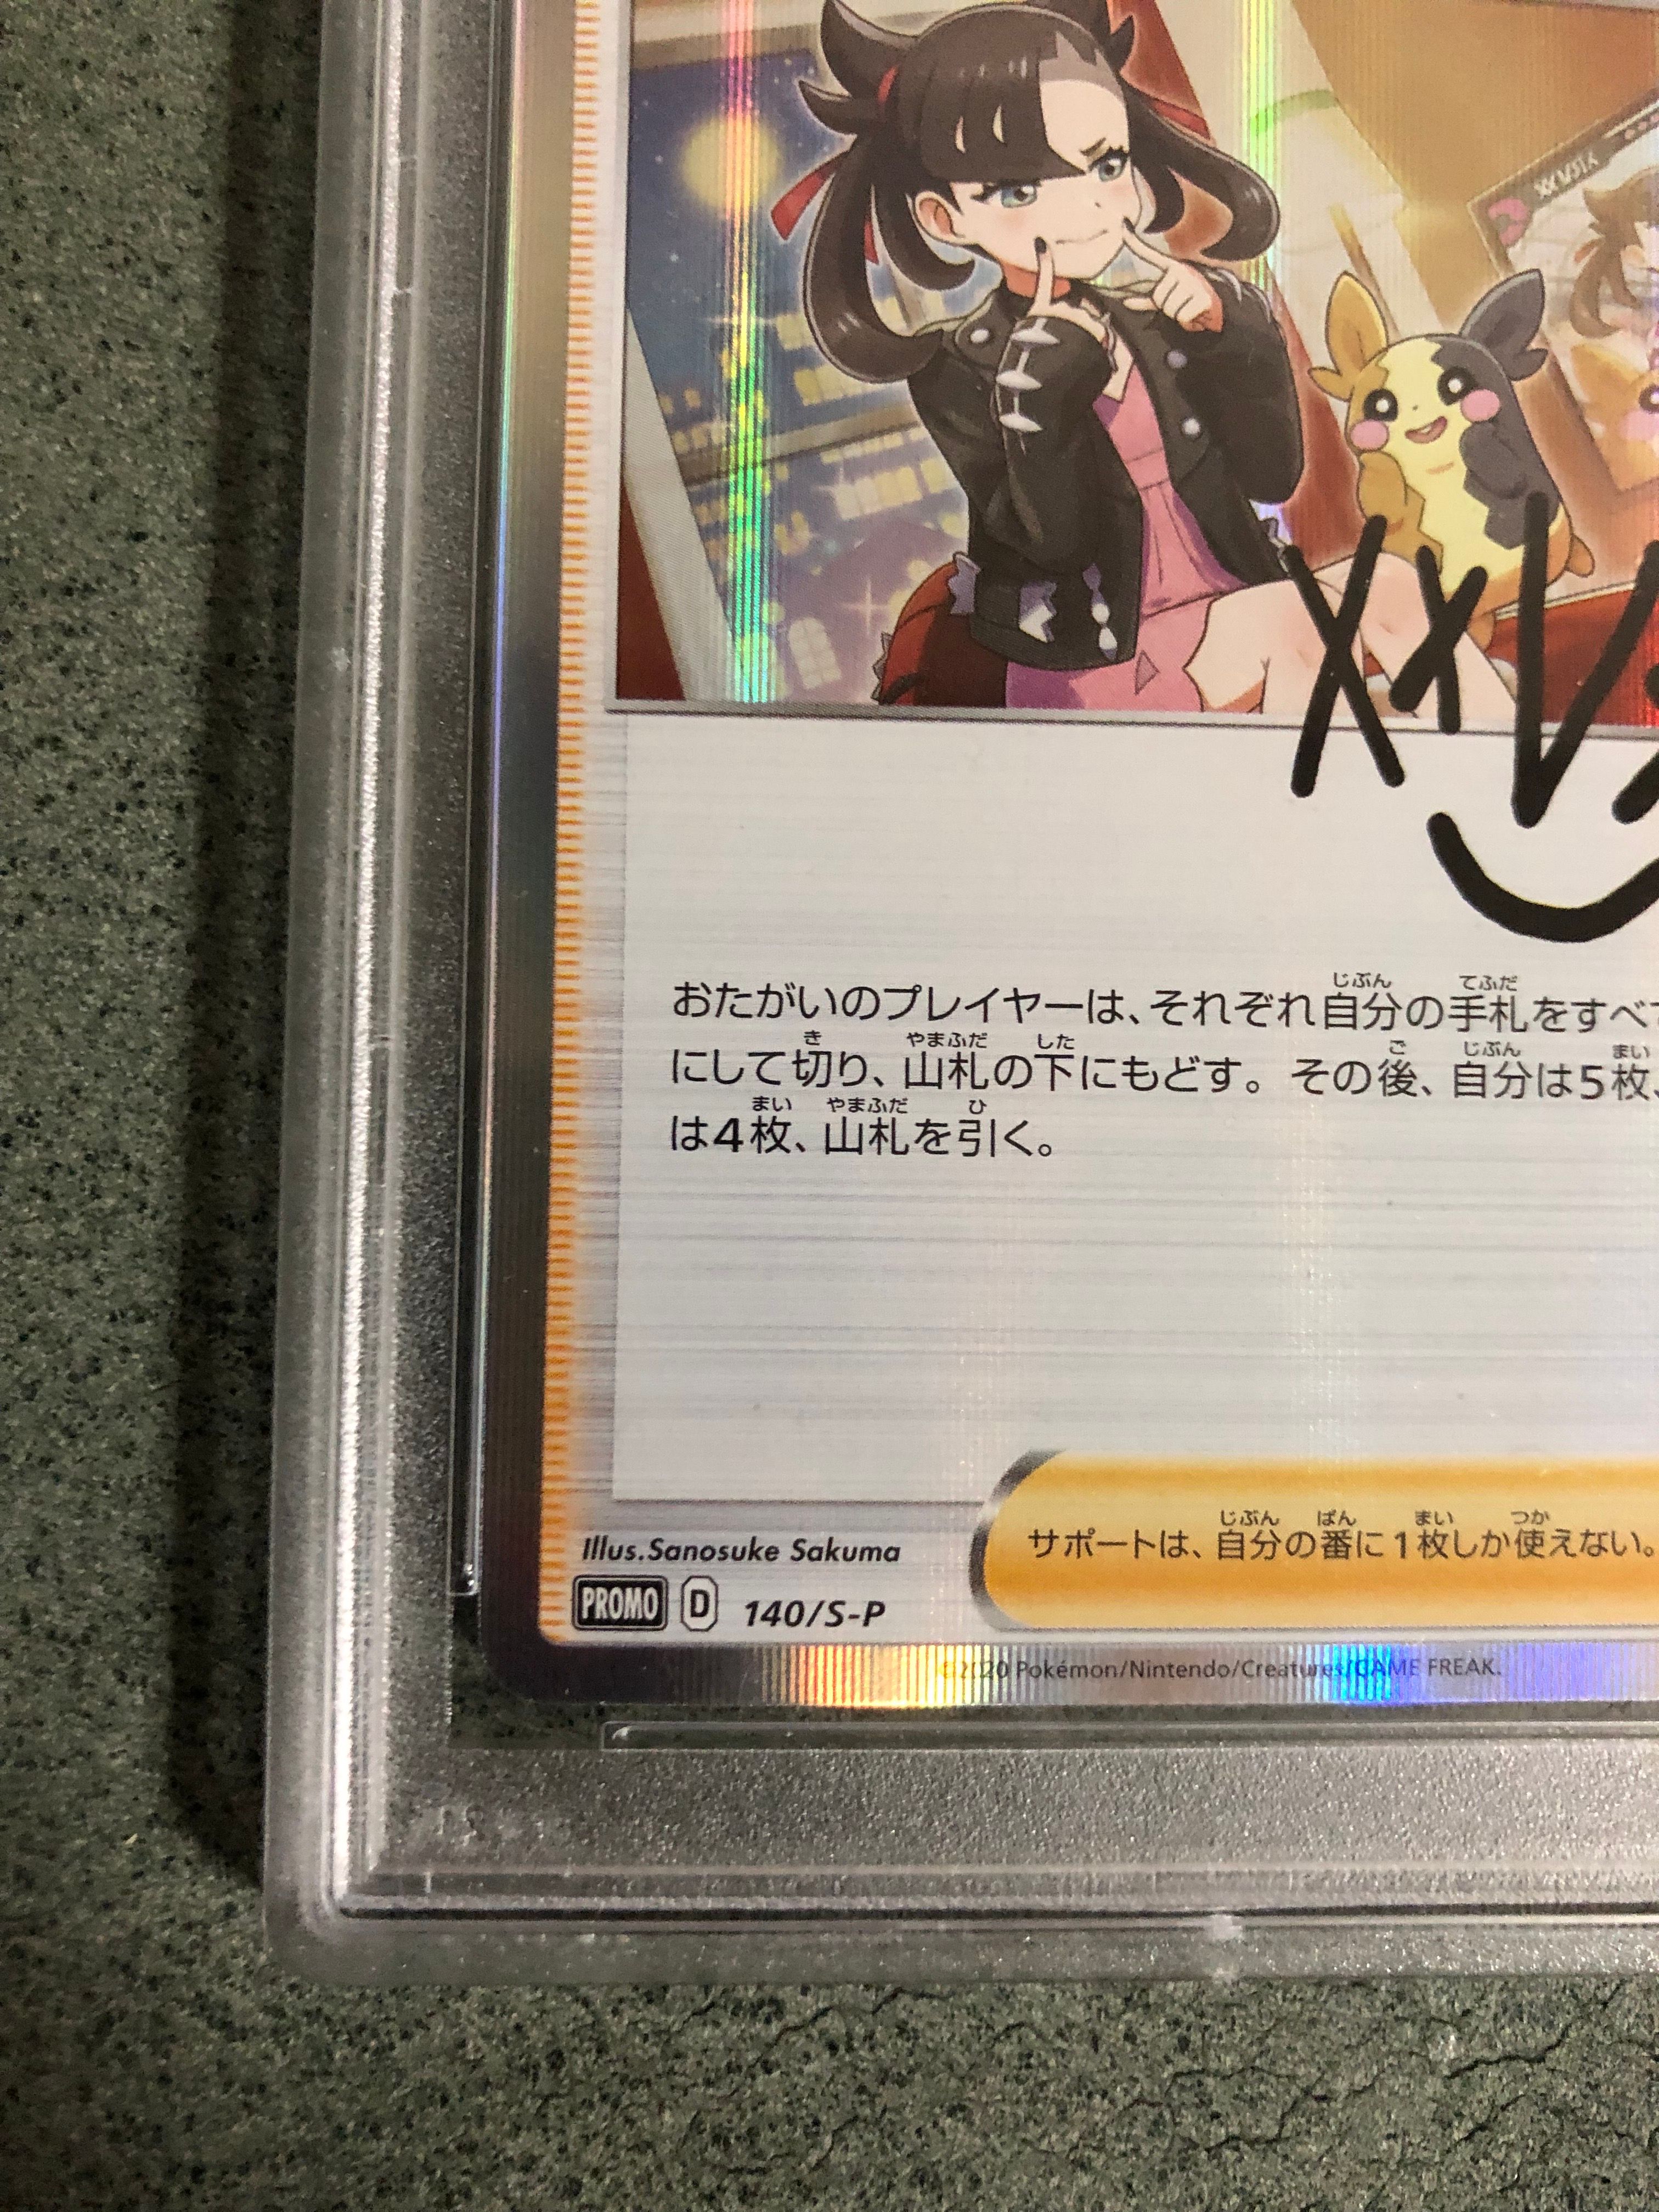 XXVSTX
おたがいのプレイヤーは、それぞれ自分の手札をすべ
にして切り、山札の下にもどす。その後、自分は5枚、
は4枚、山札を引く。
サポートは、自分の番に1枚しか使えない。
Illus.Sanosuke Sakuma
PROMO D 140/S-P
©2020 Pokémon/Nintendo/Creatures/GAME FREAK.